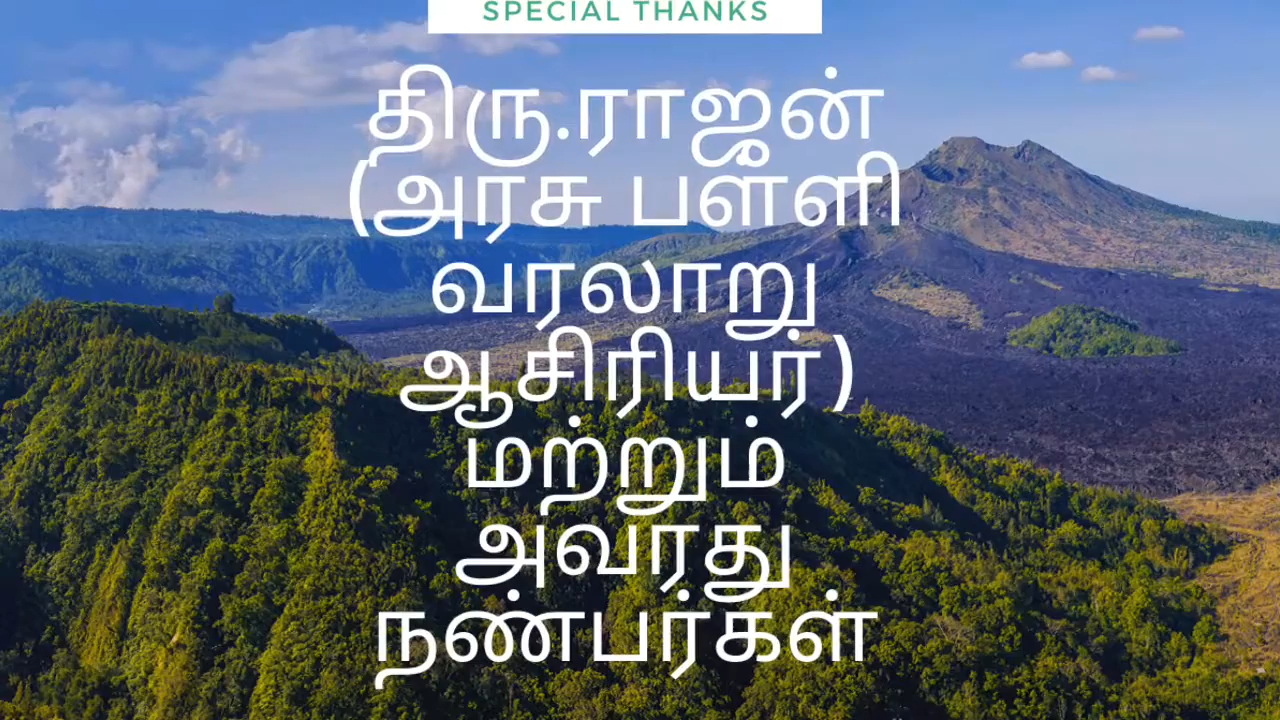 SPECIAL THANKS
திரு.ராஜன்
(அரசு பள்ளி
வரலாறு
ஆசிரியர்)
மற்றும்
அவரது
நண்பர்கள்